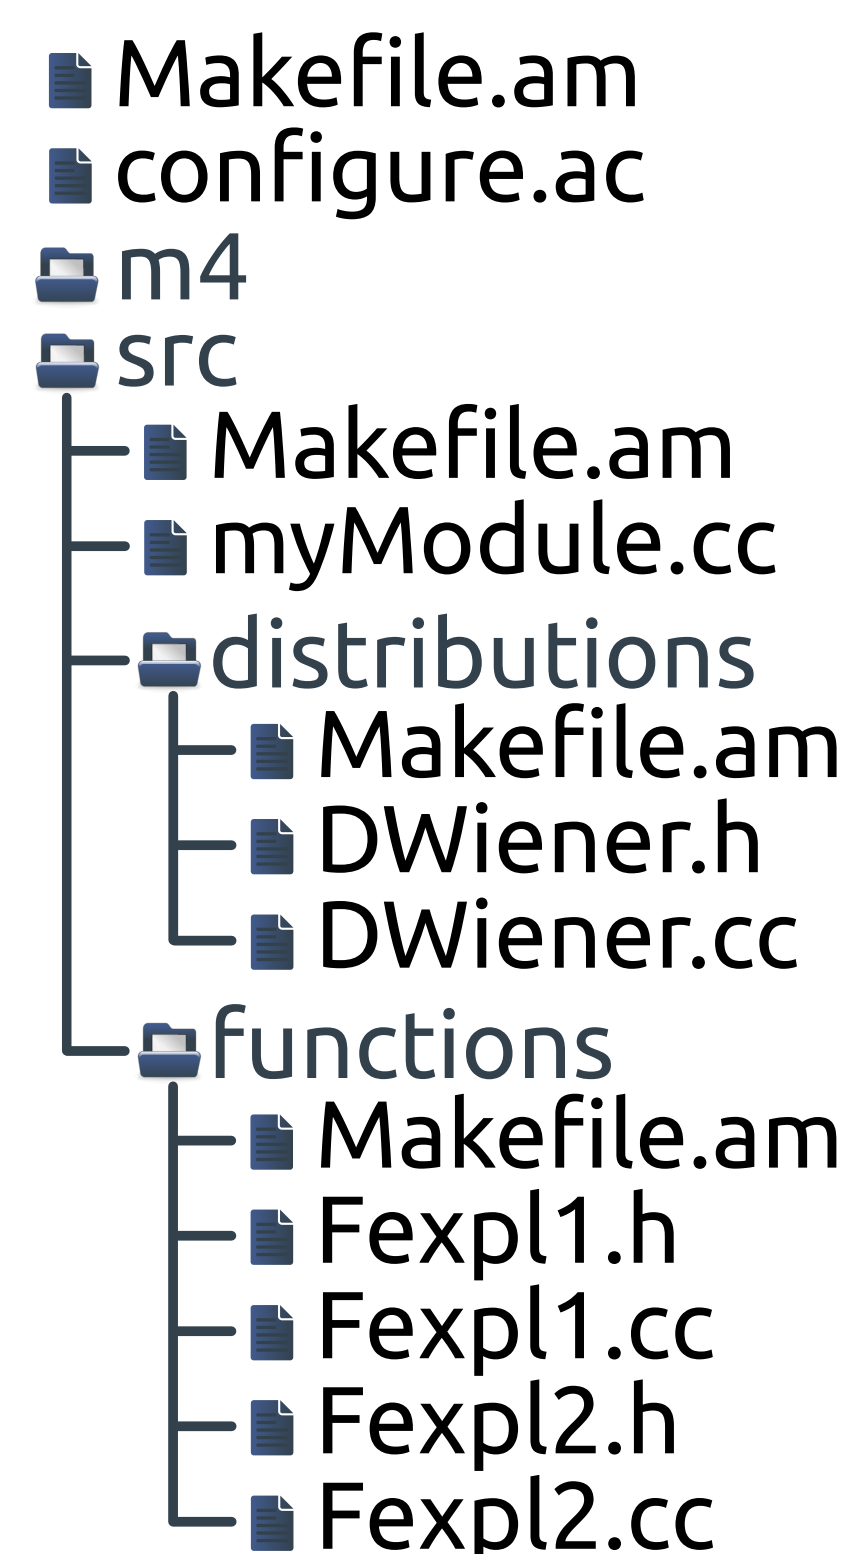 Makefile.am
configure.ac
m4
src
Makefile.am
myModule.cc
distributions
Makefile.am
DWiener.h
DWiener.cc
functions
Makefile.am
Fexpl1.h
Fexpl1.cc
Fexpl2.h
Fexpl2.cc